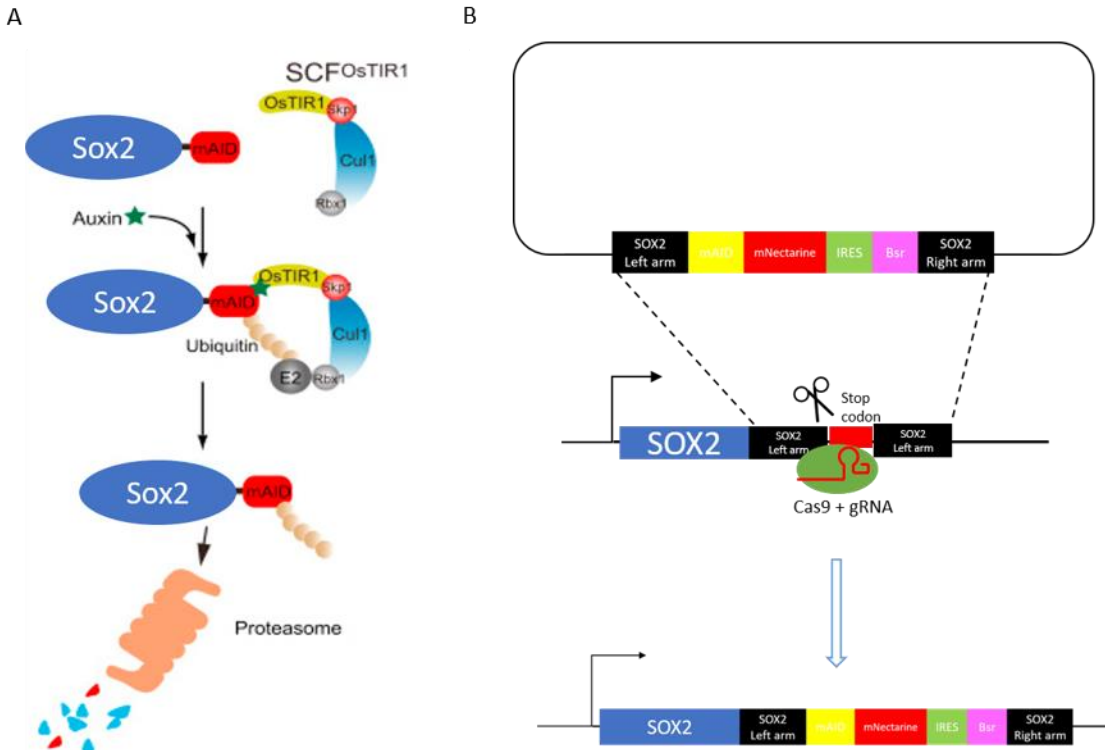 A
SCFOsTIR1
OsTIR1
Skp1
Sox2
mAID
Cul1
Rbx1
Auxin
OsTIR1
Skp1
Sox2
mAID
Cul1
Ubiquitin
E2
Rbx1
Sox2
mAID
Proteasome
B
SOX2
Left arm
mAID
mNectarine
IRES
Bsr
SOX2
Right arm
Stop
codon
SOX2
SOX2
Left arm
SOX2
Left arm
Cas9 + gRNA
SOX2
SOX2
Left arm
mAID
mNectarine
IRES
Bsr
SOX2
Right arm